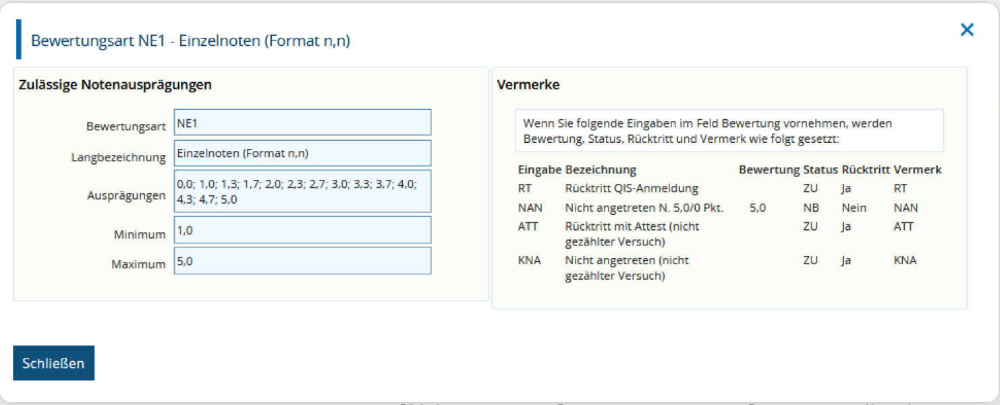 Bewertungsart NE1 - Einzelnoten (Format n,n)
Zulässige Notenausprägungen
Bewertungsart NE1
Langbezeichnung Einzelnoten (Format n,n)
Ausprägungen 0,0; 1,0; 1,3; 1,7; 2,0; 2,3; 2,7; 3,0; 3,3; 3,7; 4,0;
4,3; 4,7; 5,0
Minimum 1,0
Maximum 5,0
Vermerke
Wenn Sie folgende Eingaben im Feld Bewertung vornehmen, werden
Bewertung, Status, Rücktritt und Vermerk wie folgt gesetzt:
Eingabe Bezeichnung Bewertung Status Rücktritt Vermerk
RT Rücktritt QIS-Anmeldung ZU Ja RT
NAN Nicht angetreten N. 5,0/0 Pkt. 5,0 NB Nein NAN
ATT Rücktritt mit Attest (nicht ZU Ja ATT
gezählter Versuch)
KNA Nicht angetreten (nicht ZU Ja KNA
gezählter Versuch)
Schließen